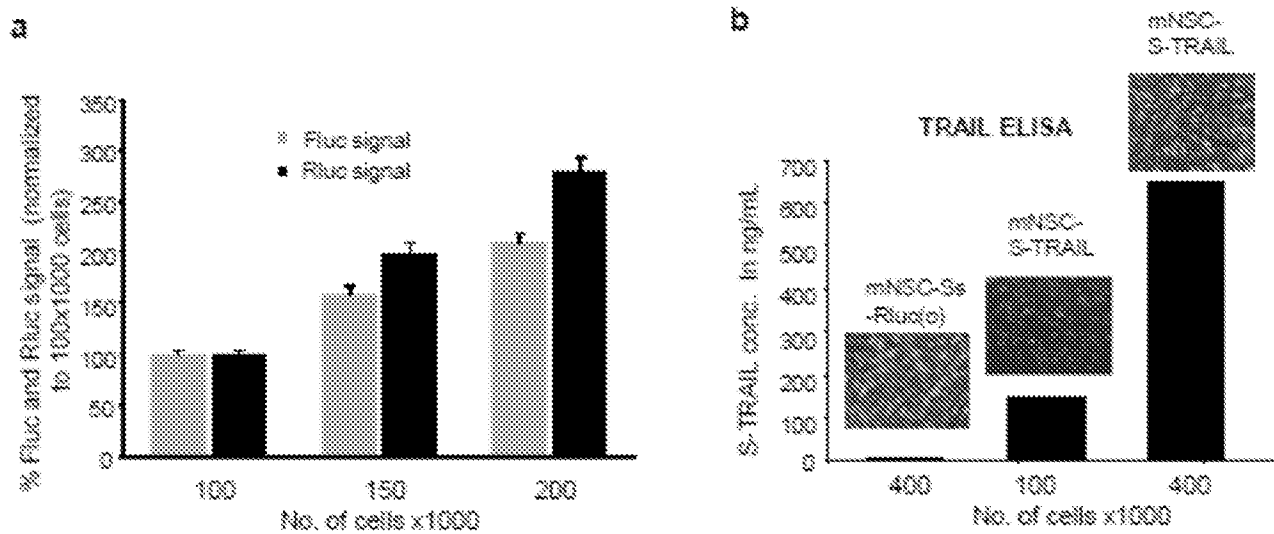 a
% Fluc and Rluc signal (normalized
to 100x1000 cells)
350
300
250
200
150
100
50
0
Fluc signal
Rluc signal
100
150
200
No. of cells x1000
b
mNSC-
S-TRAIL
TRAIL ELISA
mNSC-
S-TRAIL
mNSC-Ss
-Rluc(o)
S-TRAIL conc. In ng/mL
700
600
500
400
300
200
100
0
400
100
400
No. of cells x1000